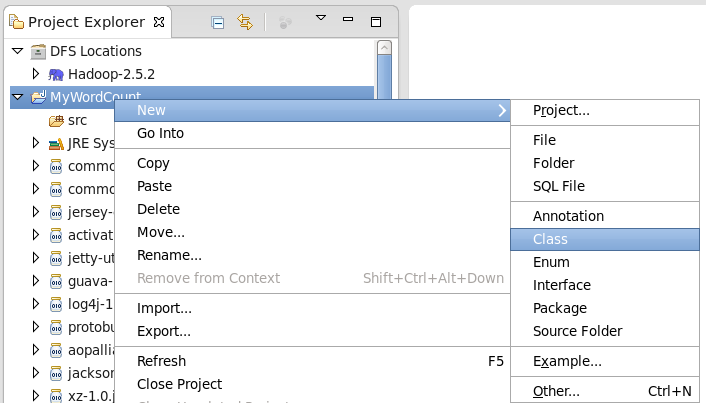 Project Explorer
DFS Locations
Hadoop-2.5.2
MyWordCount
src
JRE Sys
commo
commo
jersey-
activat
jetty-ut
guava-
log4j-1
protobu
aopallia
jackson
xz-1.0.j
New
Go Into
Copy
Paste
Delete
Move...
Rename...
Remove from Context Shift+Ctrl+Alt+Down
Import...
Export...
Refresh F5
Close Project
Project...
File
Folder
SQL File
Annotation
Class
Enum
Interface
Package
Source Folder
Example...
Other... Ctrl+N